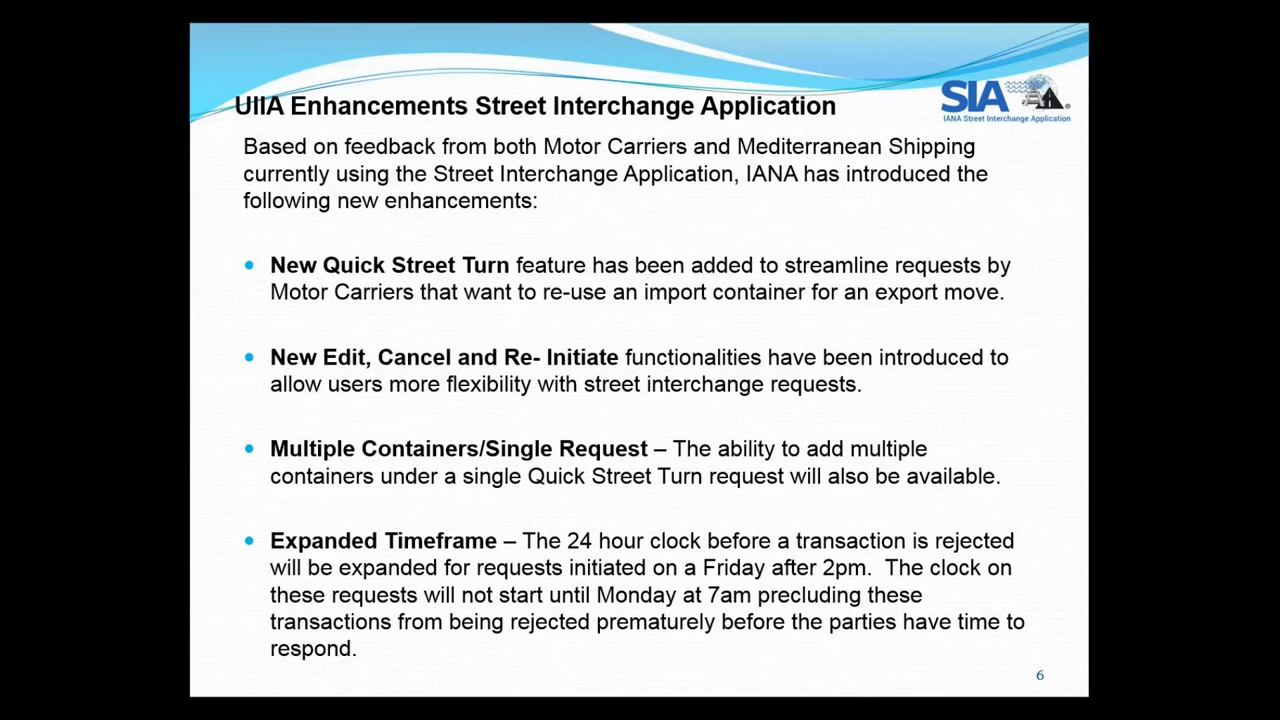 UIIA Enhancements Street Interchange Application
SIA
®
IANA Street Interchange Application
Based on feedback from both Motor Carriers and Mediterranean Shipping
currently using the Street Interchange Application, IANA has introduced the
following new enhancements:
• New Quick Street Turn feature has been added to streamline requests by
Motor Carriers that want to re-use an import container for an export move.
• New Edit, Cancel and Re- Initiate functionalities have been introduced to
allow users more flexibility with street interchange requests.
• Multiple Containers/Single Request – The ability to add multiple
containers under a single Quick Street Turn request will also be available.
• Expanded Timeframe – The 24 hour clock before a transaction is rejected
will be expanded for requests initiated on a Friday after 2pm.  The clock on
these requests will not start until Monday at 7am precluding these
transactions from being rejected prematurely before the parties have time to
respond.
6